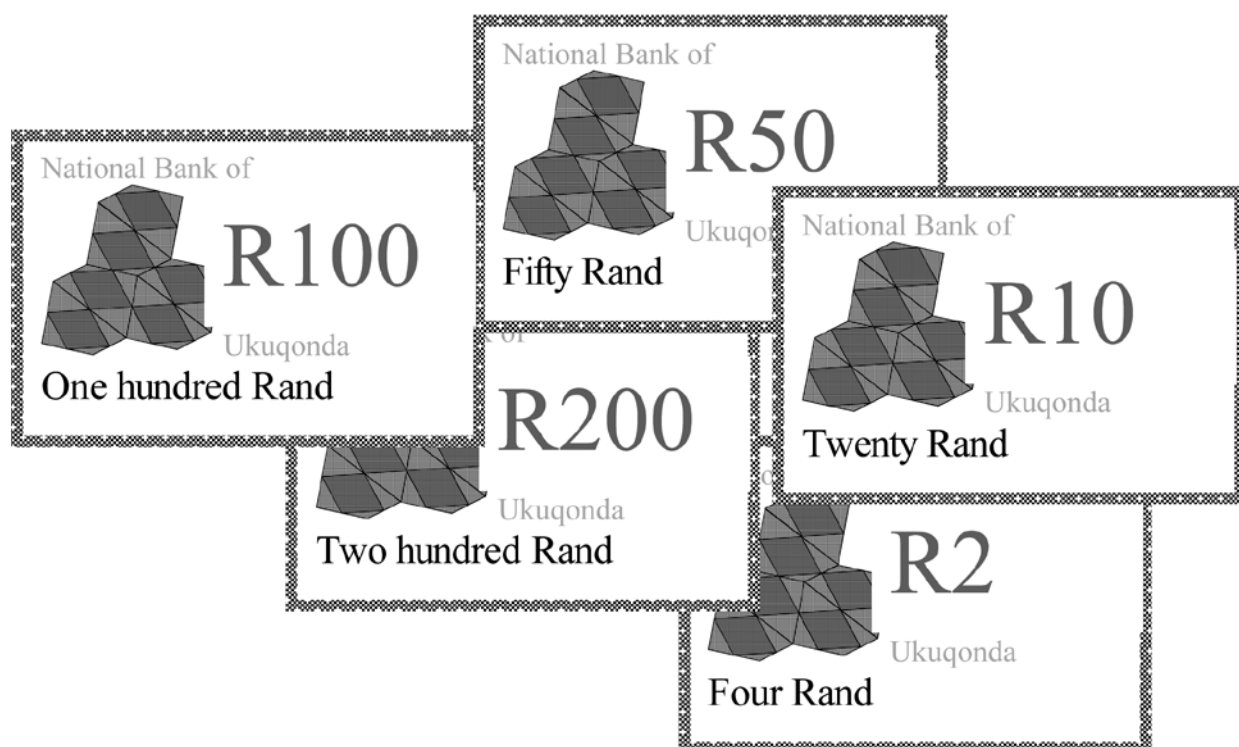 National Bank of
R50
Ukuqon
Fifty Rand
National Bank of
R100
Ukuqonda
One hundred Rand
National Bank of
R10
Ukuqonda
Twenty Rand
R200
Ukuqonda
Two hundred Rand
R2
Ukuqonda
Four Rand